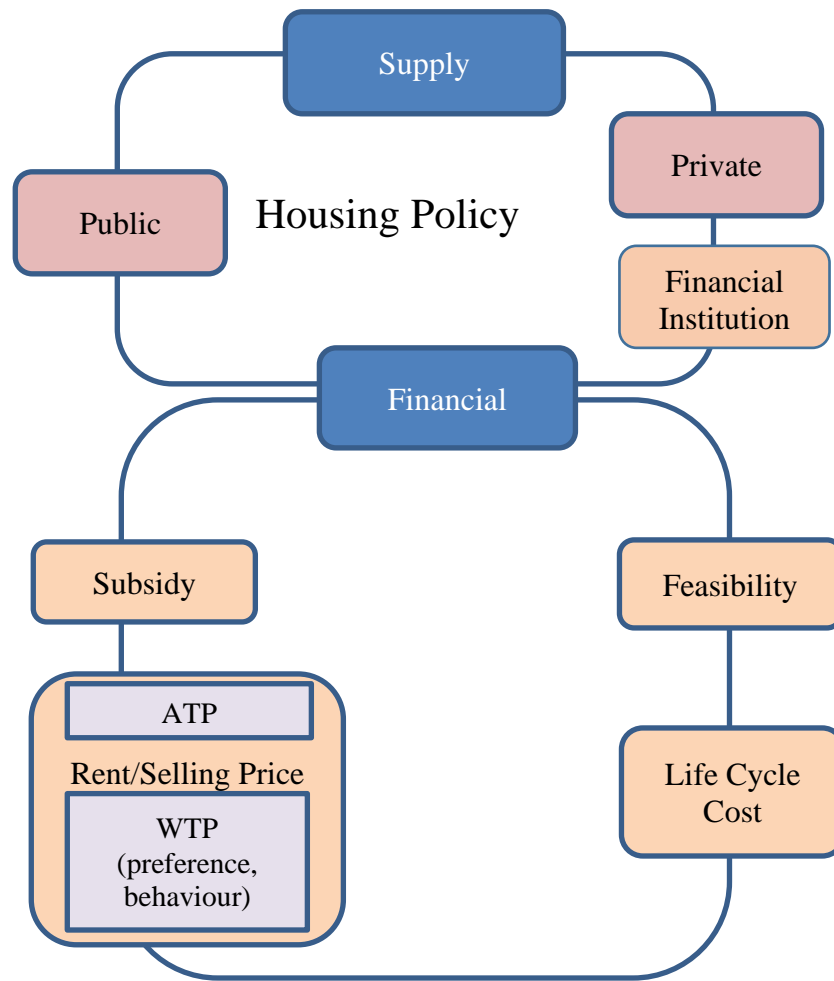 Supply
Private
Public
Housing Policy
Financial
Institution
Financial
Subsidy
Feasibility
ATP
Rent/Selling Price
WTP
(preference,
behaviour)
Life Cycle
Cost